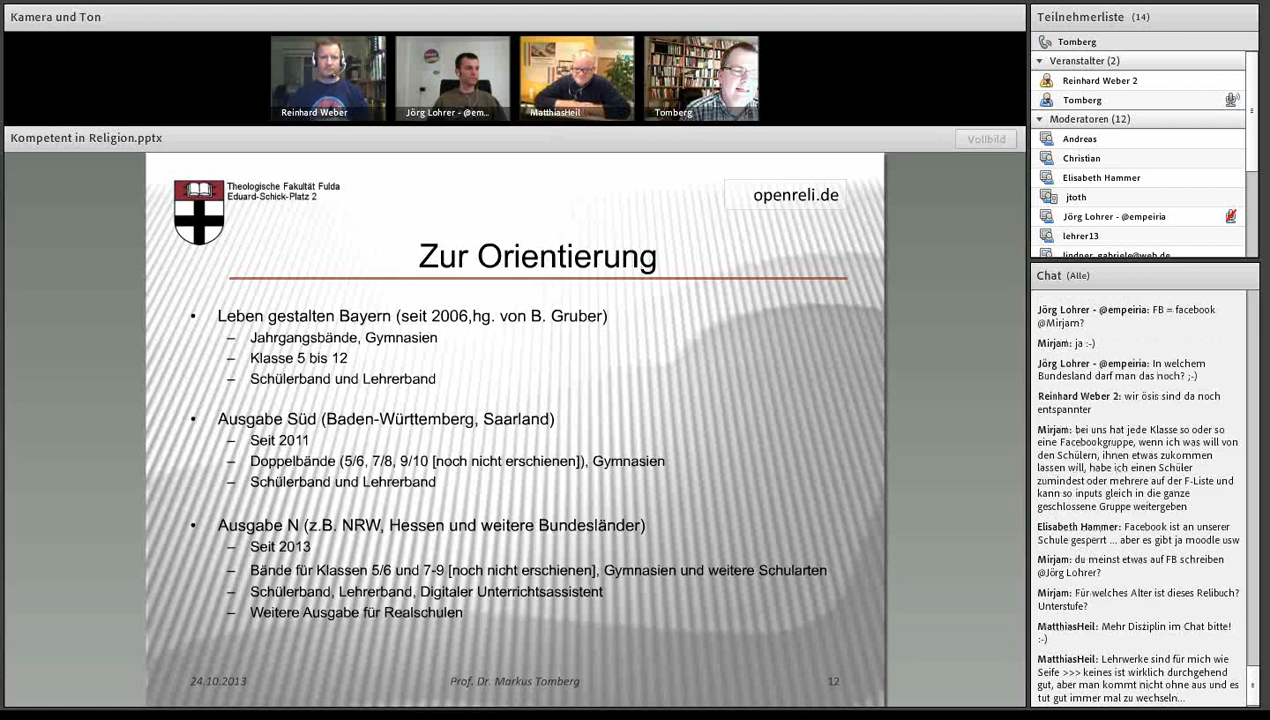 Kamera und Ton
Reinhard Weber
Jörg Lohrer - @em...
MatthiasHeil
Tomberg
Kompetent in Religion.pptx
Vollbild
Theologische Fakultät Fulda
Eduard-Schick-Platz 2
openreli.de
Zur Orientierung
• Leben gestalten Bayern (seit 2006,hg. von B. Gruber)
– Jahrgangsbände, Gymnasien
– Klasse 5 bis 12
– Schülerband und Lehrerband
• Ausgabe Süd (Baden-Württemberg, Saarland)
– Seit 2011
– Doppelbände (5/6, 7/8, 9/10 [noch nicht erschienen]), Gymnasien
– Schülerband und Lehrerband
• Ausgabe N (z.B. NRW, Hessen und weitere Bundesländer)
– Seit 2013
– Bände für Klassen 5/6 und 7-9 [noch nicht erschienen], Gymnasien und weitere Schularten
– Schülerband, Lehrerband, Digitaler Unterrichtsassistent
– Weitere Ausgabe für Realschulen
24.10.2013
Prof. Dr. Markus Tomberg
12
Teilnehmerliste (14)
Tomberg
Veranstalter (2)
Reinhard Weber 2
Tomberg
Moderatoren (12)
Andreas
Christian
Elisabeth Hammer
jtoth
Jörg Lohrer - @empeiria
lehrer13
lindner_gabriele@web.de
Chat (Alle)
Jörg Lohrer - @empeiria: FB = facebook
@Mirjam?
Mirjam: ja :-)
Jörg Lohrer - @empeiria: In welchem
Bundesland darf man das noch? ;-)
Reinhard Weber 2: wir ösis sind da noch
entspannter
Mirjam: bei uns hat jede Klasse so oder so
eine Facebookgruppe, wenn ich was will von
den Schülern, ihnen etwas zukommen
lassen will, habe ich einen Schüler
zumindest oder mehrere auf der F-Liste und
kann so inputs gleich in die ganze
geschlossene Gruppe weitergeben
Elisabeth Hammer: Facebook ist an unserer
Schule gesperrt ... aber es gibt ja moodle usw
Mirjam: du meinst etwas auf FB schreiben
@Jörg Lohrer?
Mirjam: Für welches Alter ist dieses Relibuch?
Unterstufe?
MatthiasHeil: Mehr Disziplin im Chat bitte!
:-)
MatthiasHeil: Lehrwerke sind für mich wie
Seife >>> keines ist wirklich durchgehend
gut, aber man kommt nicht ohne aus und es
tut gut immer mal zu wechseln...